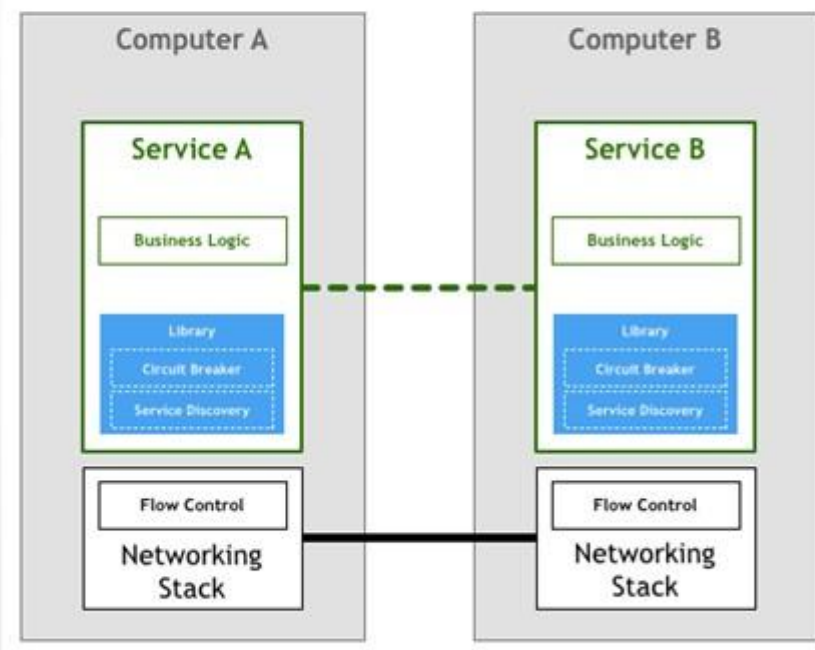 Computer A
Service A
Business Logic
Library
Circuit Breaker
Service Discovery
Flow Control
Networking
Stack
Computer B
Service B
Business Logic
Library
Circuit Breaker
Service Discovery
Flow Control
Networking
Stack